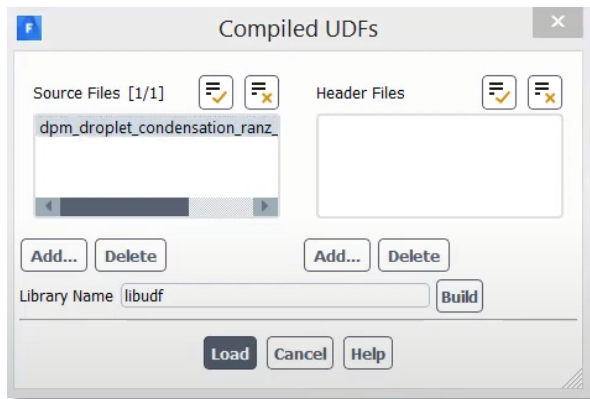 F
Compiled UDFs
Source Files [1/1]
Header Files
dpm_droplet_condensation_ranz_
Add... Delete
Add... Delete
Library Name libudf Build
Load Cancel Help